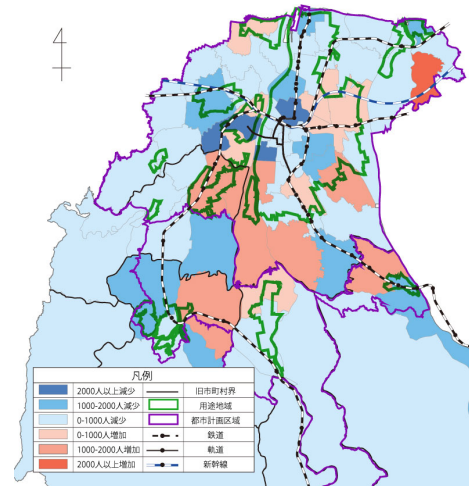 凡例
2000人以上減少 旧市町村界
1000-2000人減少 用途地域
0-1000人減少 都市計画区域
0-1000人増加 鉄道
1000-2000人増加 軌道
2000人以上増加 新幹線